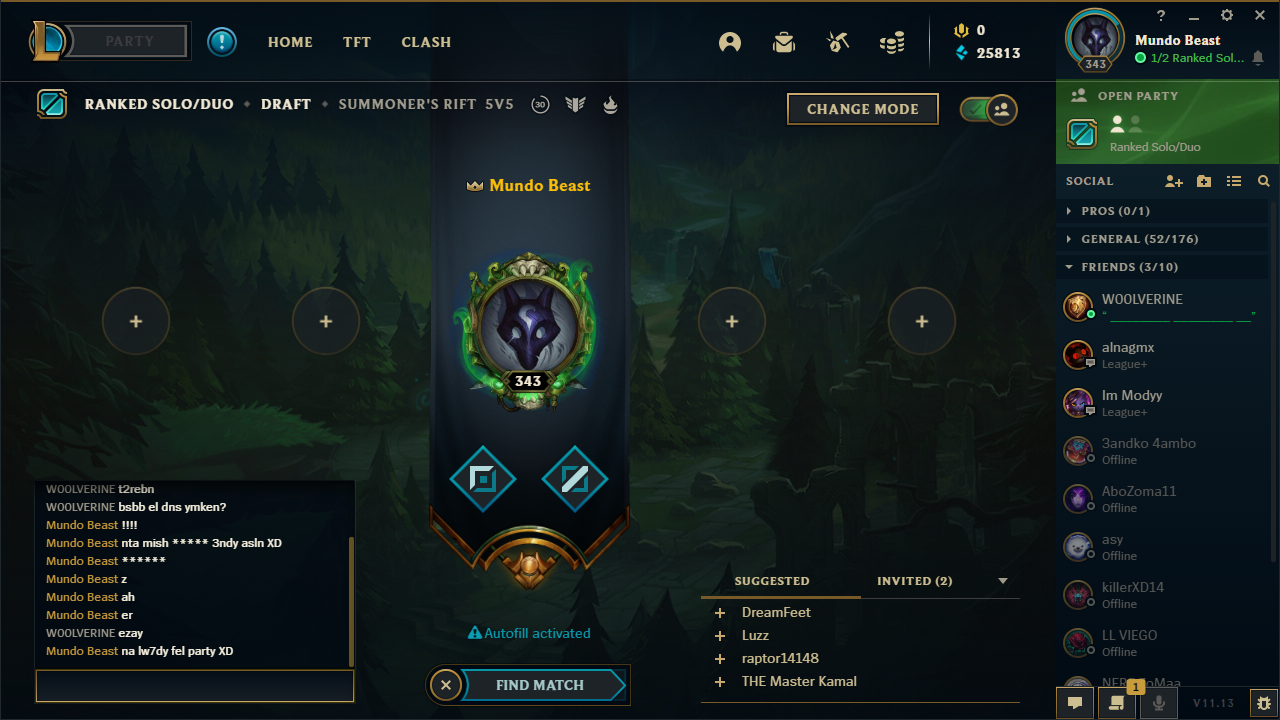 PARTY
HOME
TFT
CLASH
0
25813
?
Mundo Beast
1/2 Ranked Sol...
343
RANKED SOLO/DUO
DRAFT
SUMMONER'S RIFT 5V5
30
CHANGE MODE
OPEN PARTY
Ranked Solo/Duo
SOCIAL
PROS (0/1)
GENERAL (52/176)
FRIENDS (3/10)
WOOLVERINE
“ __________ __________ __”
alnagmx
League+
Im Modyy
League+
3andko 4ambo
Offline
AboZoma11
Offline
asy
Offline
killerXD14
Offline
LL VIEGO
Offline
Mundo Beast
343
WOOLVERINE t2rebn
WOOLVERINE bsbb el dns ymken?
Mundo Beast !!!!
Mundo Beast nta mish ***** 3ndy asln XD
Mundo Beast ******
Mundo Beast z
Mundo Beast ah
Mundo Beast er
WOOLVERINE ezay
Mundo Beast na lw7dy fel party XD
Autofill activated
FIND MATCH
SUGGESTED
INVITED (2)
DreamFeet
Luzz
raptor14148
THE Master Kamal
1
V11.13